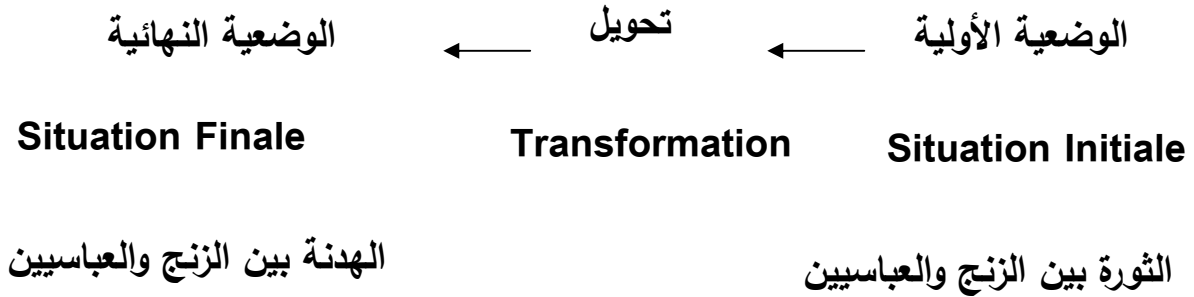 الوضعية الأولية تحويل الوضعية النهائية
Situation Finale Transformation Situation Initiale
الثورة بين الزنج والعباسيين الهدنة بين الزنج والعباسيين